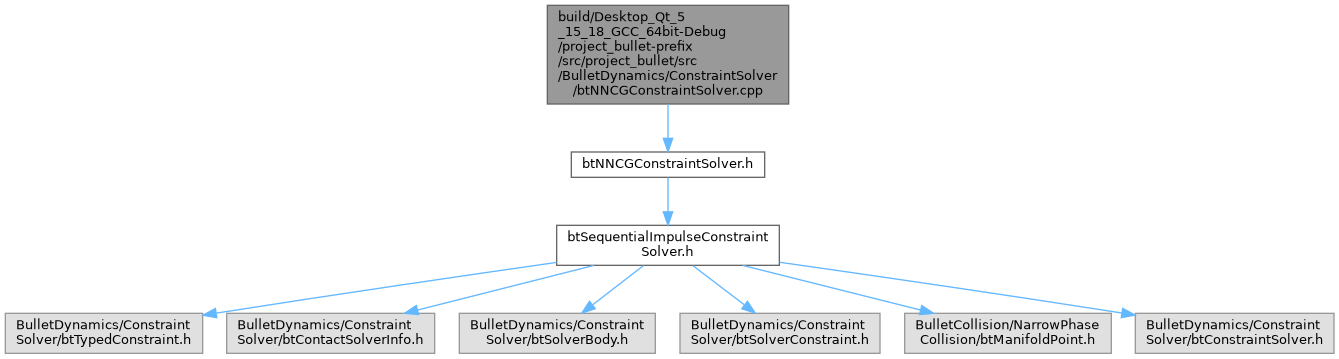 build/Desktop_Qt_5
_15_18_GCC_64bit-Debug
/project_bullet-prefix
/src/project_bullet/src
/BulletDynamics/ConstraintSolver
/btNNCGConstraintSolver.cpp
btNNCGConstraintSolver.h
btSequentialImpulseConstraint
Solver.h
BulletDynamics/Constraint
Solver/btTypedConstraint.h
BulletDynamics/Constraint
Solver/btContactSolverInfo.h
BulletDynamics/Constraint
Solver/btSolverBody.h
BulletDynamics/Constraint
Solver/btSolverConstraint.h
BulletCollision/NarrowPhase
Collision/btManifoldPoint.h
BulletDynamics/Constraint
Solver/btConstraintSolver.h